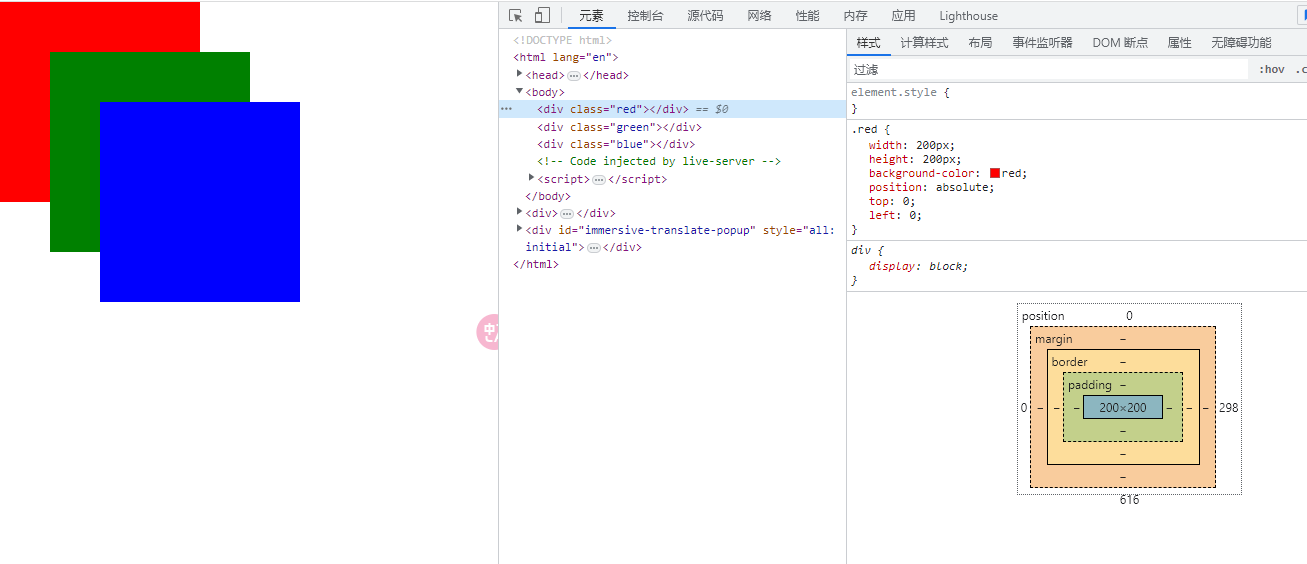 元素 控制台 源代码 网络 性能 内存 应用 Lighthouse
<!DOCTYPE html>
<html lang="en">
<head> … </head>
<body>
… <div class="red"></div> == $0
<div class="green"></div>
<div class="blue"></div>
<!-- Code injected by live-server -->
<script> … </script>
</body>
<div> … </div>
<div id="immersive-translate-popup" style="all:
initial"> … </div>
</html>
样式 计算样式 布局 事件监听器 DOM 断点 属性 无障碍功能
过滤 :hov .c
element.style {
}
.red {
width: 200px;
height: 200px;
background-color: red;
position: absolute;
top: 0;
left: 0;
}
div {
display: block;
}
position 0
margin –
border –
padding –
0 – – – 200×200 – – – 298
–
–
–
616